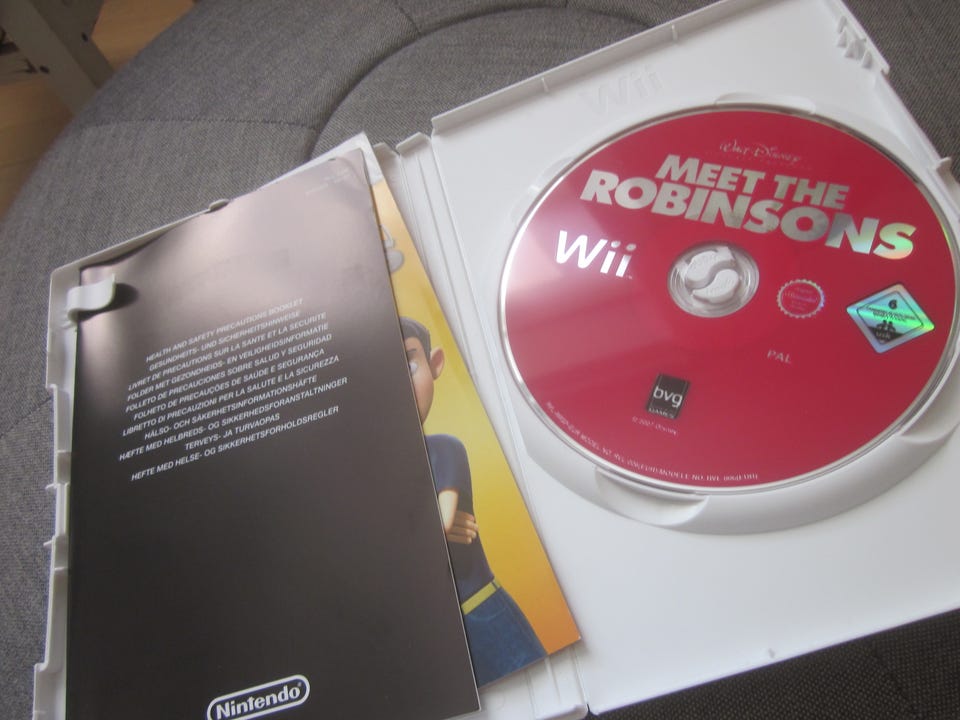 HEALTH AND SAFETY PRECAUTIONS BOOKLET
GESUNDHEITS- UND SICHERHEITSHINWEISE
LIVRET DE PRECAUTIONS SUR LA SANTE ET LA SECURITE
FOLDER MET GEZONDHEIDS- EN VEILIGHEIDSINFORMATIE
FOLLETO DE PRECAUCIONES SOBRE SALUD Y SEGURIDAD
FOLHETO DE PRECAUÇÕES DE SAÚDE E SEGURANÇA
LIBRETTO DI PRECAUZIONI PER LA SALUTE E LA SICUREZZA
HÄLSO- OCH SÄKERHETSINFORMATIONSHÄFTE
HÆFTE MED HELBREDS- OG SIKKERHEDSFORANSTALTNINGER
TERVEYS- JA TURVAOPAS
HEFTE MED HELSE- OG SIKKERHETSFORHOLDSREGLER
Nintendo
Wii
WALT DISNEY
MEET THE
ROBINSONS
Wii
6
PAL
bvg
GAMES
© 2007 Disney.